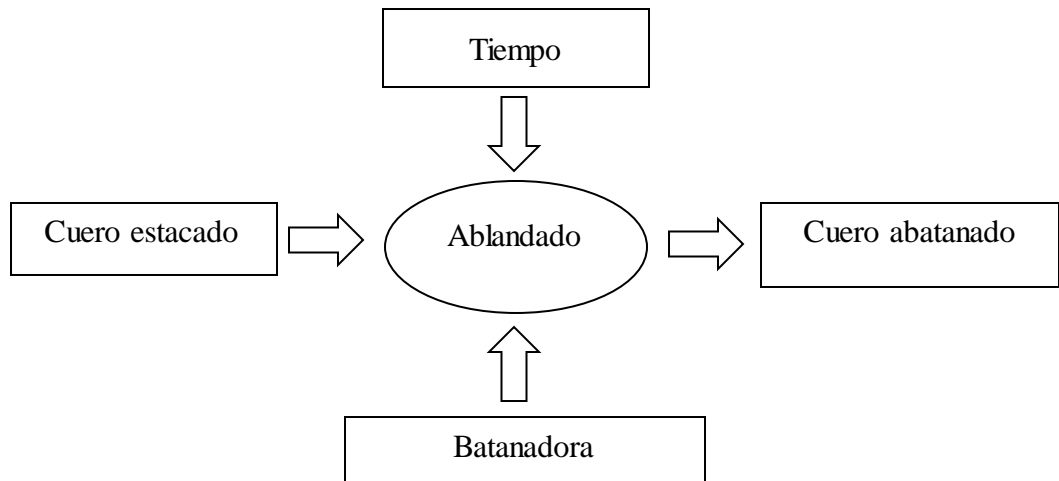 Tiempo
Cuero estacado
Ablandado
Cuero abatanado
Batanadora